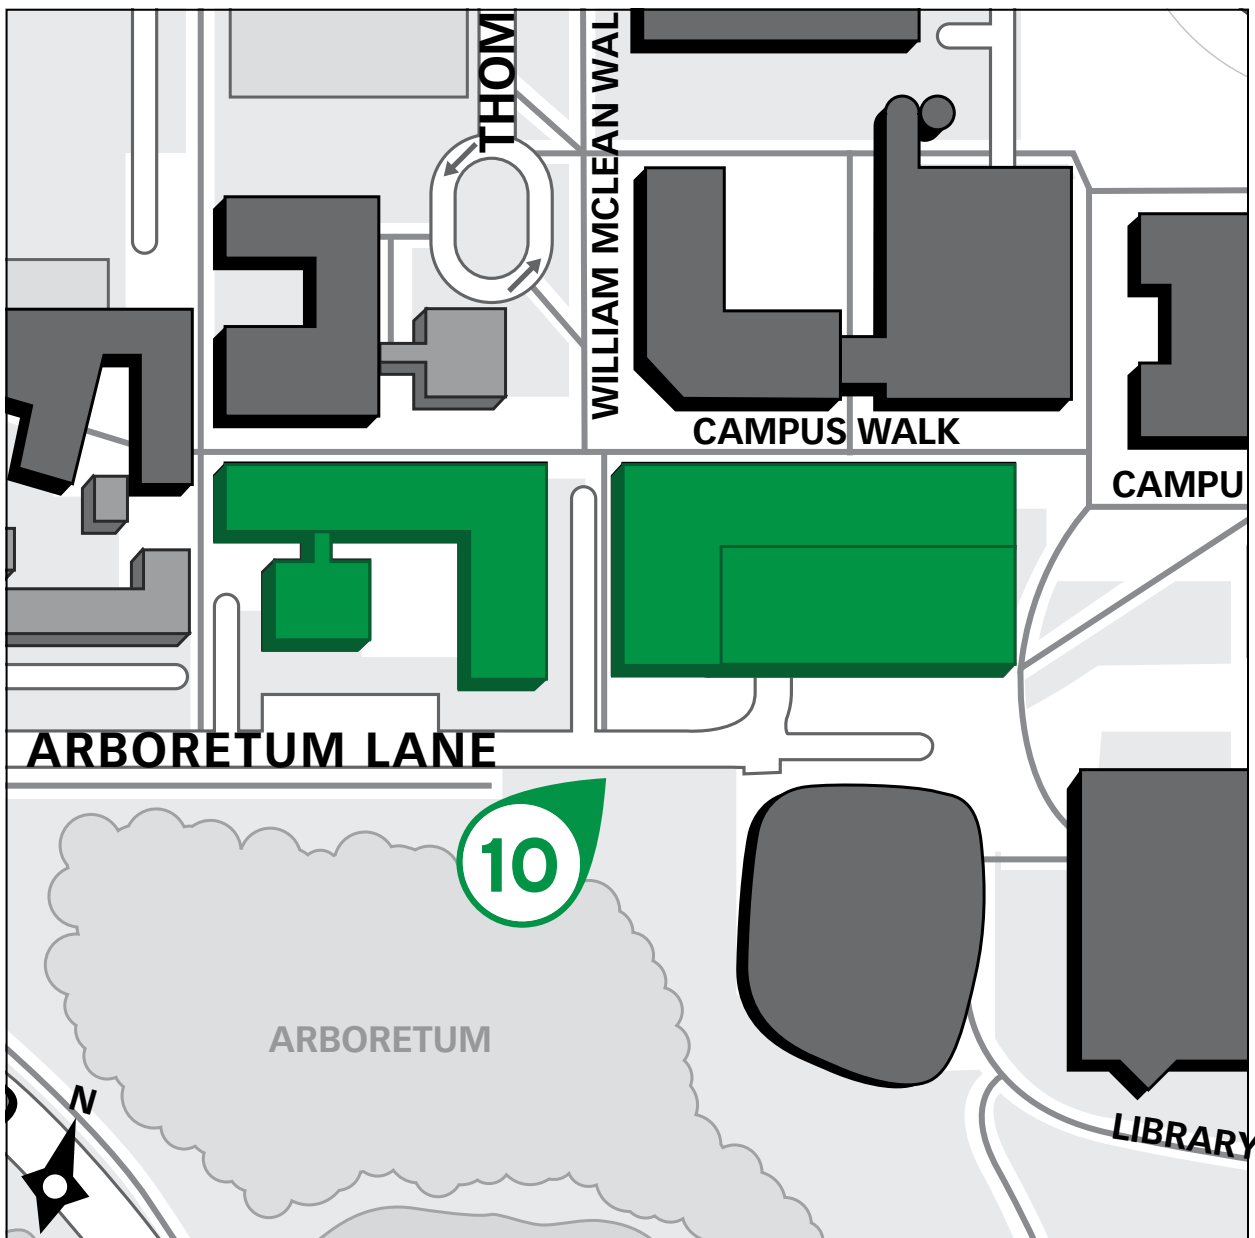 THOM
WILLIAM MCLEAN WAL
CAMPUS WALK
CAMPU
ARBORETUM LANE
10
ARBORETUM
N
LIBRARY